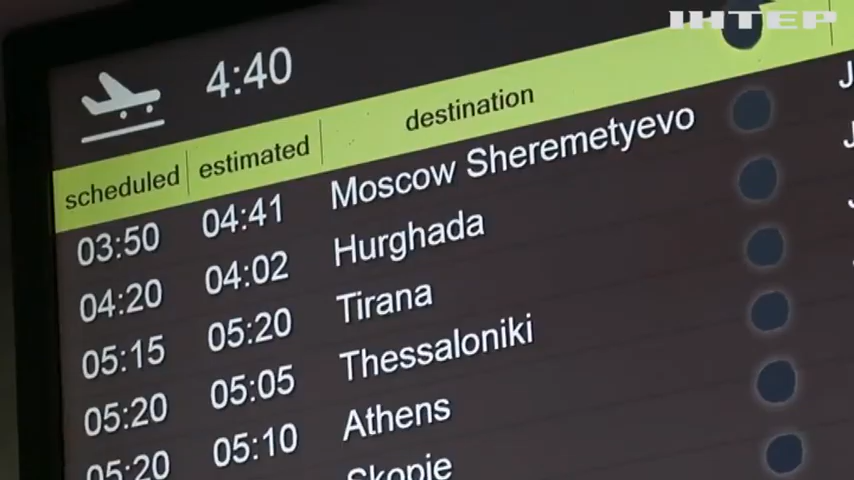 ІНТЕР
4:40
scheduled estimated destination
03:50 04:41 Moscow Sheremetyevo
04:20 04:02 Hurghada
05:15 05:20 Tirana
05:20 05:05 Thessaloniki
05:20 05:10 Athens
Skopje